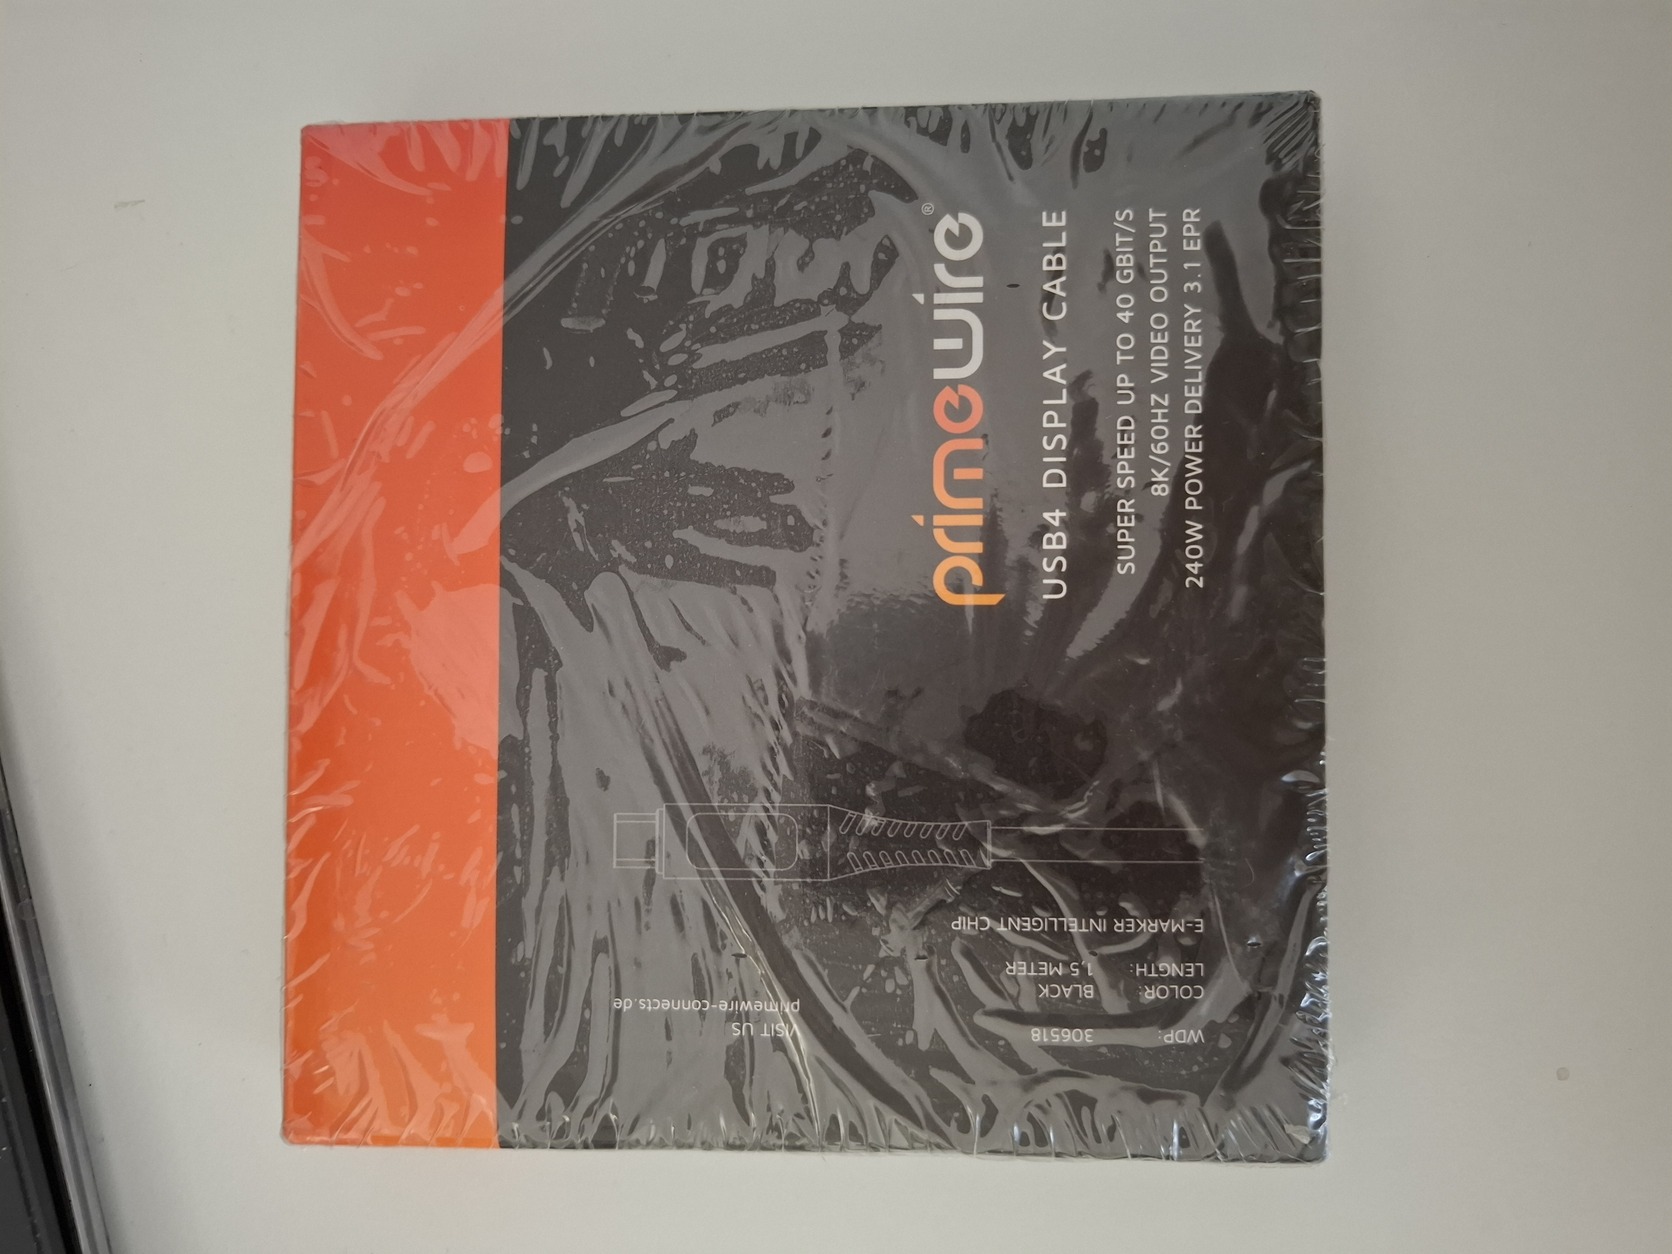 primewire®
USB4 DISPLAY CABLE
SUPER SPEED UP TO 40 GBIT/S
8K/60HZ VIDEO OUTPUT
240W POWER DELIVERY 3.1 EPR
E-MARKER INTELLIGENT CHIP
LENGTH: 1,5 METER
COLOR: BLACK
WDP: 306518
VISIT US
primewire-connects.de